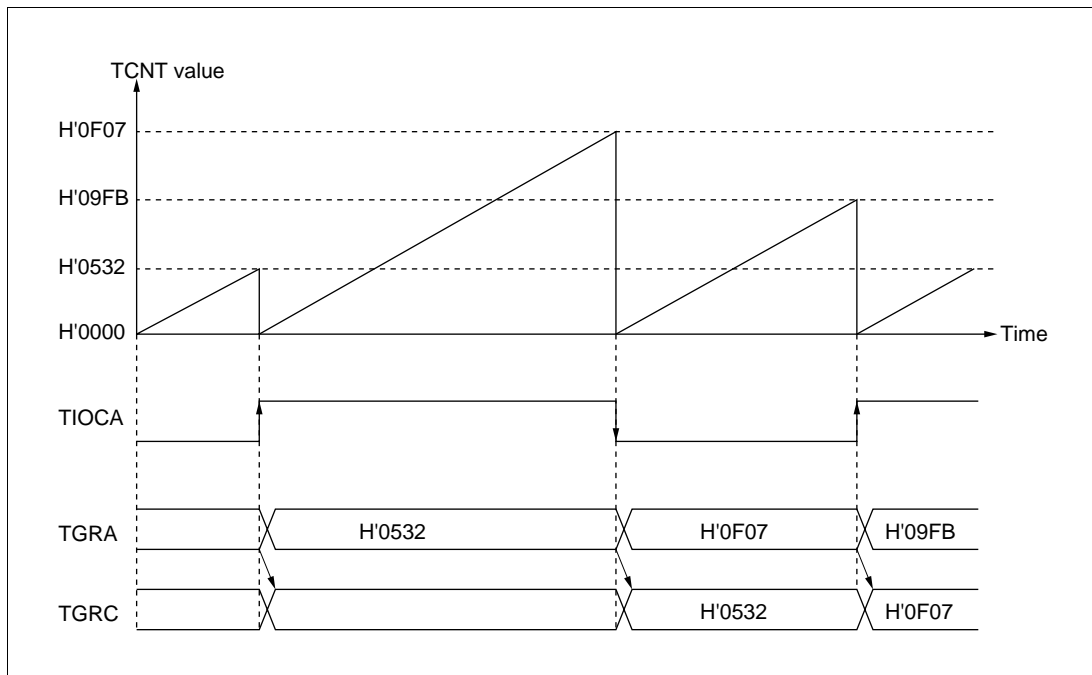 TCNT value
H'0F07
H'09FB
H'0532
H'0000
Time
TIOCA
TGRA
H'0532
H'0F07
H'09FB
TGRC
H'0532
H'0F07